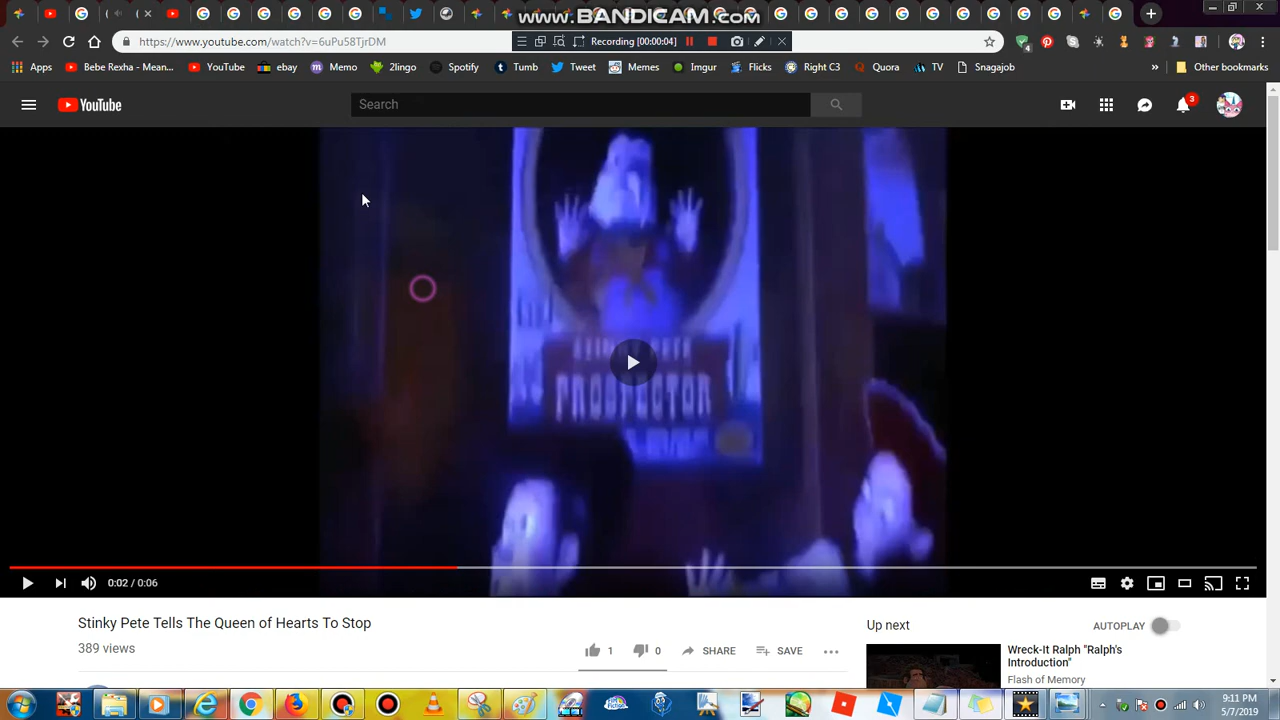 www.BANDICAM.com
https://www.youtube.com/watch?v=6uPu58TjrDM
Recording [00:00:04]
4
Apps
Bebe Rexha - Mean...
YouTube
ebay
Memo
2lingo
Spotify
Tumb
Tweet
Memes
Imgur
Flicks
Right C3
Quora
TV
Snagajob
»
Other bookmarks
YouTube
Search
3
PROSPECTOR
0:02 / 0:06
Stinky Pete Tells The Queen of Hearts To Stop
389 views
1
0
SHARE
SAVE
Up next
AUTOPLAY
Wreck-It Ralph "Ralph's
Introduction"
Flash of Memory
9:11 PM
5/7/2019